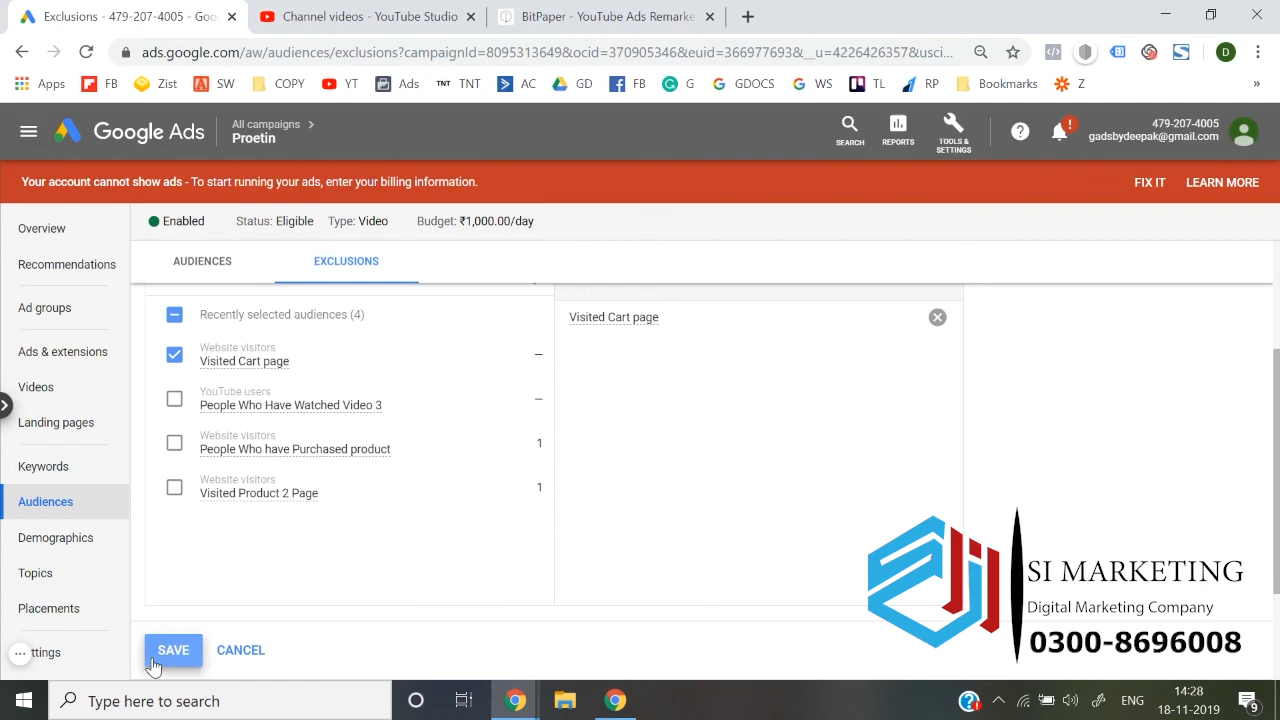 Exclusions - 479-207-4005 - Goo
Channel videos - YouTube Studio
BitPaper - YouTube Ads Remarke
ads.google.com/aw/audiences/exclusions?campaignId=8095313649&ocid=370905346&euid=366977693&__u=4226426357&usci...
D
Apps
FB
Zist
SW
COPY
YT
Ads
TNT TNT
AC
GD
FB
G
GDOCS
WS
TL
RP
Bookmarks
Z
»
Google Ads
All campaigns >
Proetin
SEARCH
REPORTS
TOOLS &
SETTINGS
479-207-4005
gadsbydeepak@gmail.com
Your account cannot show ads - To start running your ads, enter your billing information.
FIX IT
LEARN MORE
Enabled
Status: Eligible
Type: Video
Budget: ₹1,000.00/day
Overview
Recommendations
Ad groups
Ads & extensions
Videos
Landing pages
Keywords
Audiences
Demographics
Topics
Placements
ttings
AUDIENCES
EXCLUSIONS
Recently selected audiences (4)
Website visitors
Visited Cart page
–
YouTube users
People Who Have Watched Video 3
–
Website visitors
People Who have Purchased product
1
Website visitors
Visited Product 2 Page
1
Visited Cart page
SAVE
CANCEL
SI MARKETING
Digital Marketing Company
0300-8696008
Type here to search
ENG
14:28
18-11-2019
9